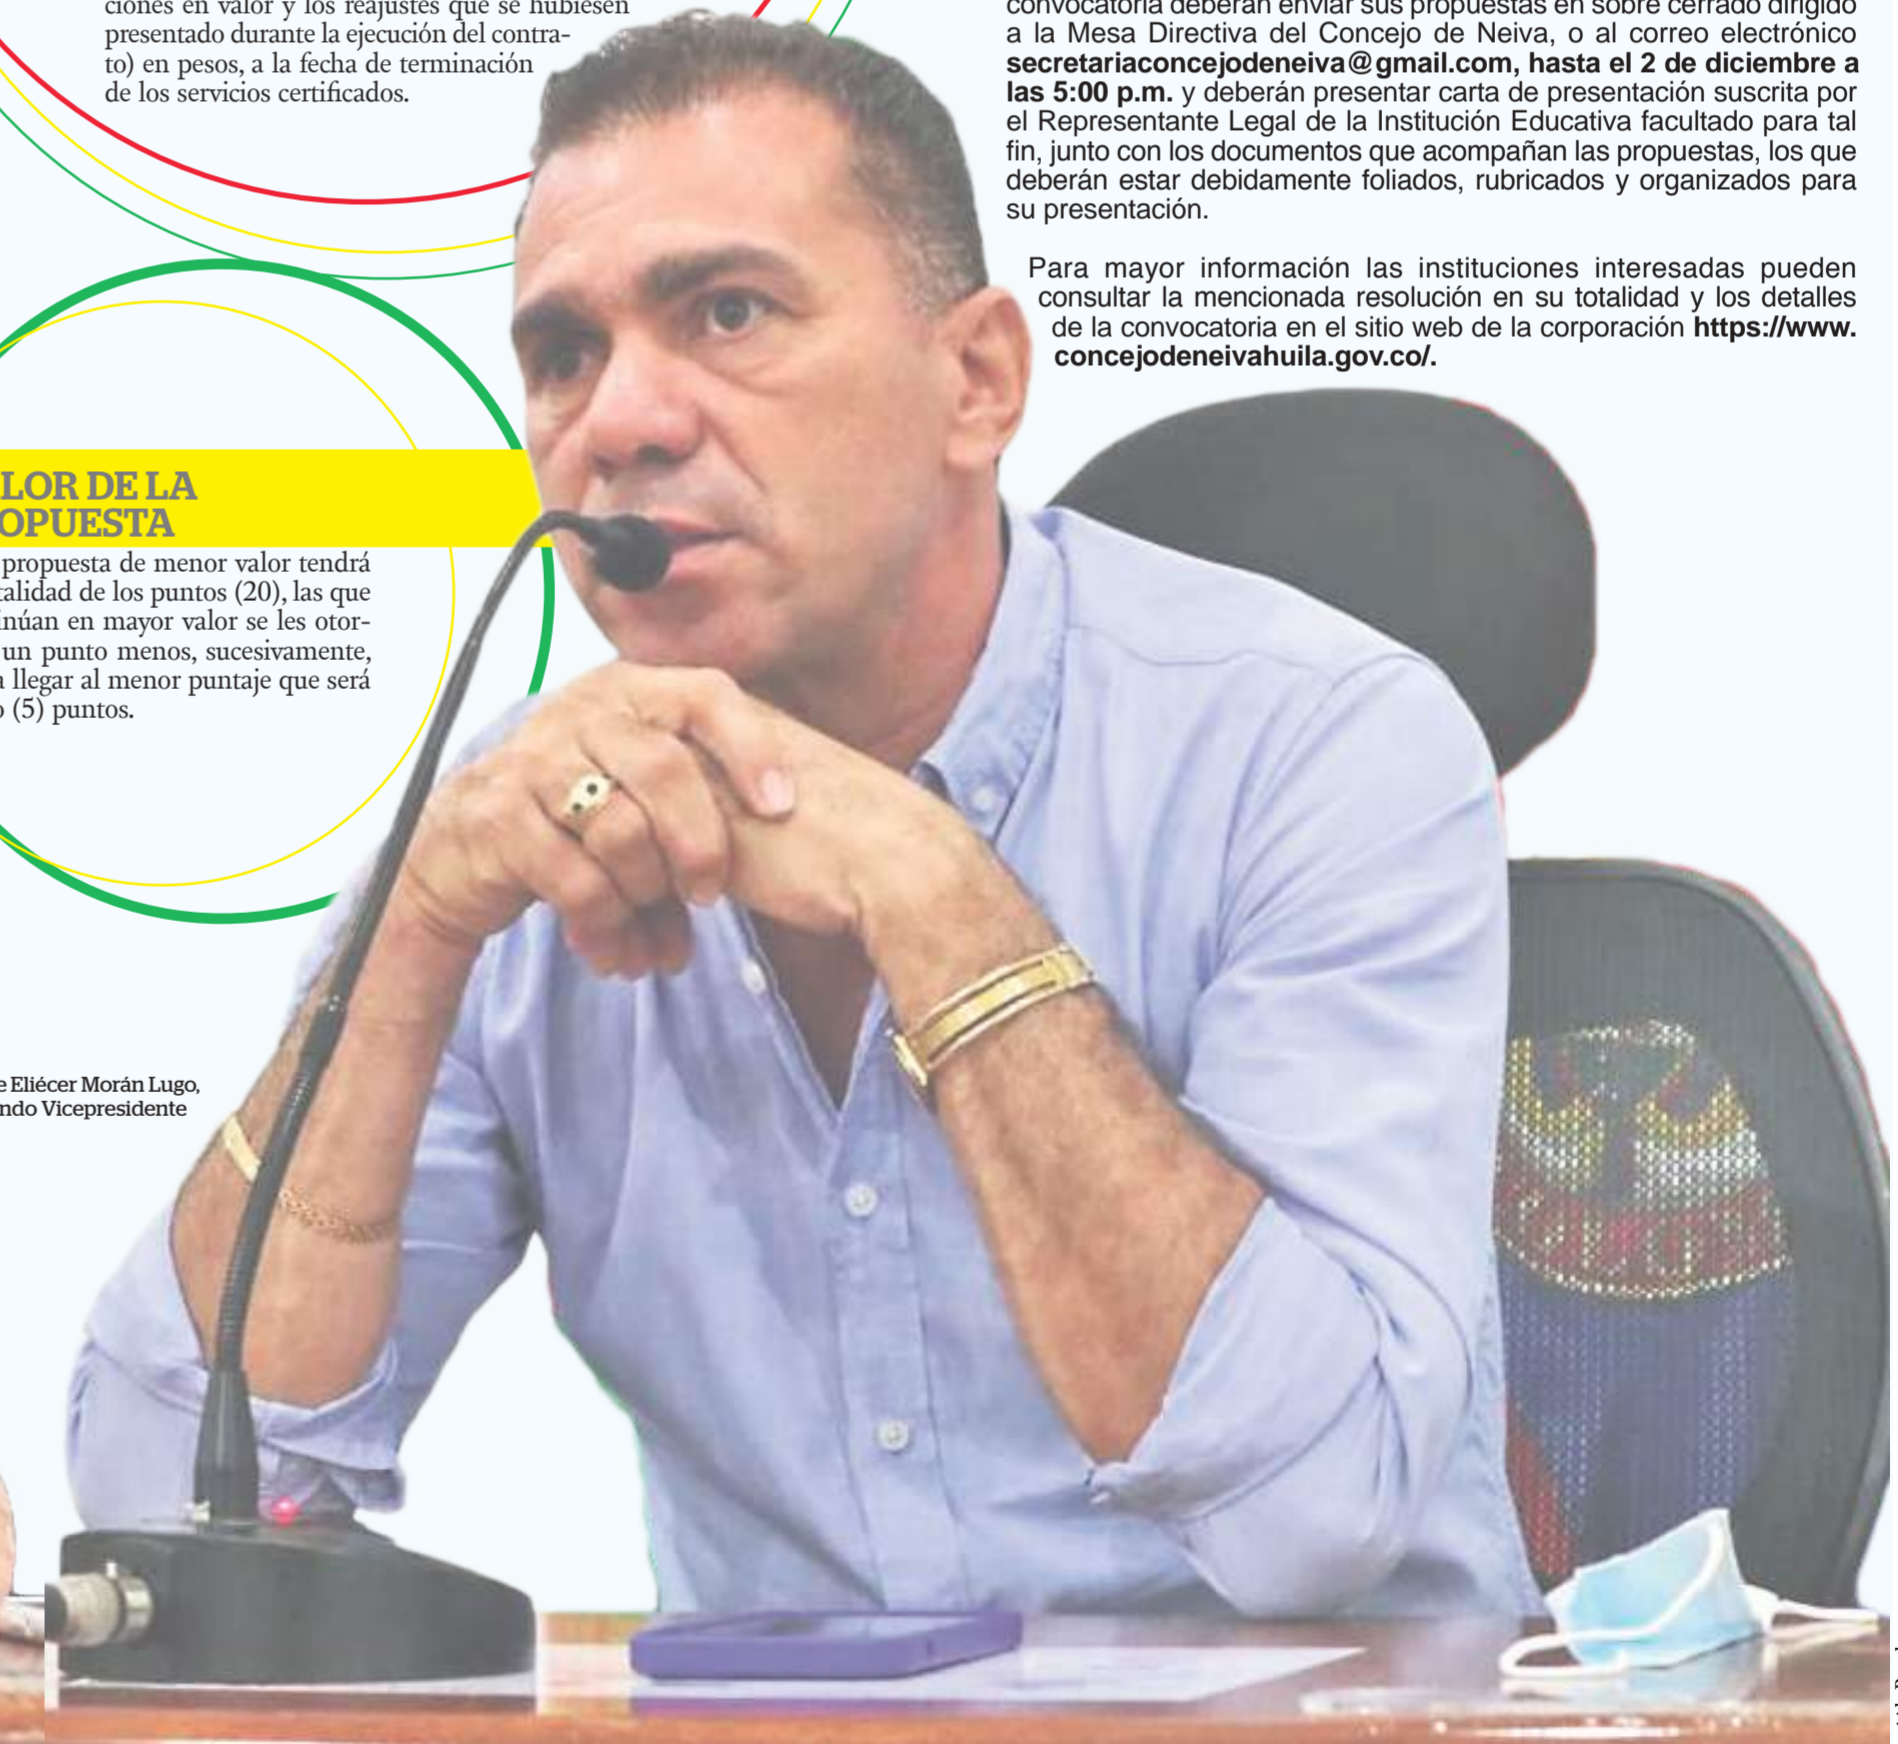 ciones en valor y los reajustes que se hubiesen
presentado durante la ejecución del contra-
to) en pesos, a la fecha de terminación
de los servicios certificados.
LOR DE LA
OPUESTA
propuesta de menor valor tendrá
talidad de los puntos (20), las que
inúan en mayor valor se les otor-
un punto menos, sucesivamente,
a llegar al menor puntaje que será
o (5) puntos.
e Eliécer Morán Lugo,
ndo Vicepresidente
convocatoria deberán enviar sus propuestas en sobre cerrado dirigido
a la Mesa Directiva del Concejo de Neiva, o al correo electrónico
secretariaconcejodeneiva@gmail.com, hasta el 2 de diciembre a
las 5:00 p.m. y deberán presentar carta de presentación suscrita por
el Representante Legal de la Institución Educativa facultado para tal
fin, junto con los documentos que acompañan las propuestas, los que
deberán estar debidamente foliados, rubricados y organizados para
su presentación.
Para mayor información las instituciones interesadas pueden
consultar la mencionada resolución en su totalidad y los detalles
de la convocatoria en el sitio web de la corporación https://www.
concejodeneivahuila.gov.co/.